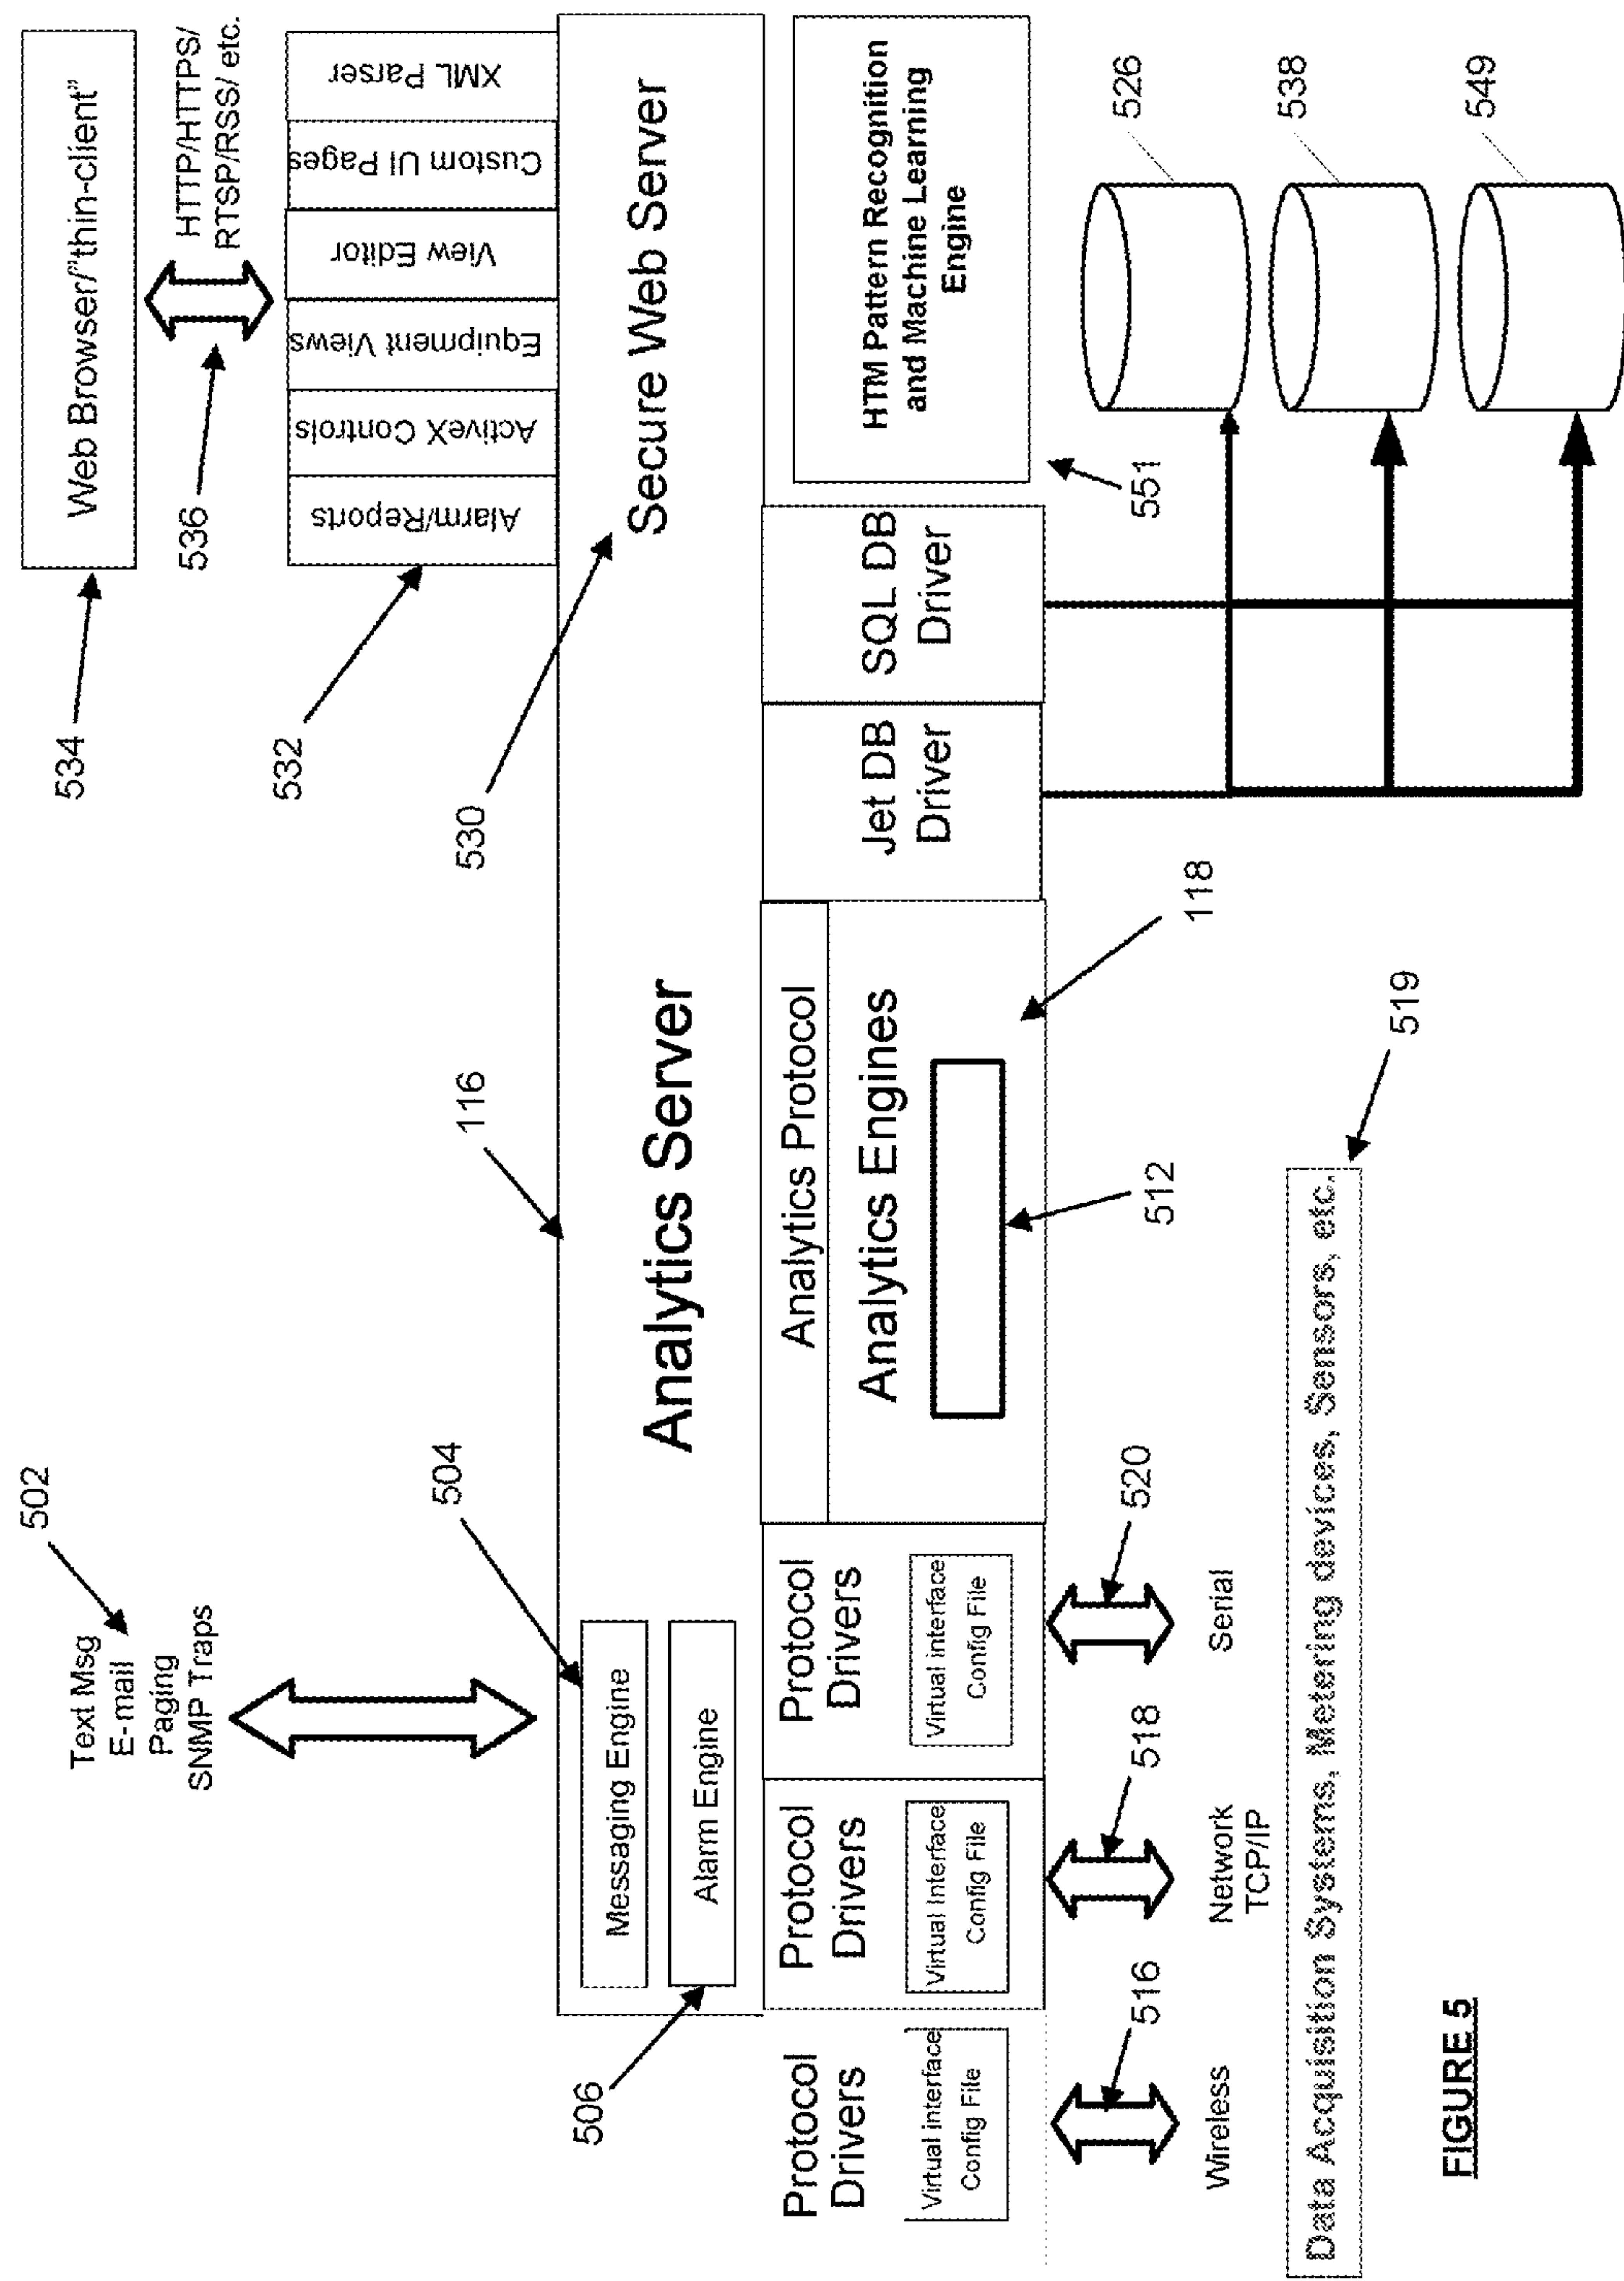 502
Text Msg
E-mail
Paging
SNMP Traps
504
116
534
Web Browser/"thin-client"
536
HTTP/HTTPS/
RTSP/RSS/ etc.
532
Alarm/Reports
ActiveX Controls
Equipment Views
View Editor
Custom UI Pages
XML Parser
530
Messaging Engine
Alarm Engine
506
Analytics Server
Secure Web Server
Protocol
Drivers
Virtual interface
Config File
Protocol
Drivers
Virtual Interface
Config File
Protocol
Drivers
Virtual interface
Config File
Analytics Protocol
Analytics Engines
512
118
Jet DB
Driver
SQL DB
Driver
HTM Pattern Recognition
and Machine Learning
Engine
551
526
538
549
516
518
520
Wireless
Network
TCP/IP
Serial
519
Data Acquisition Systems, Metering devices, Sensors, etc.
FIGURE 5